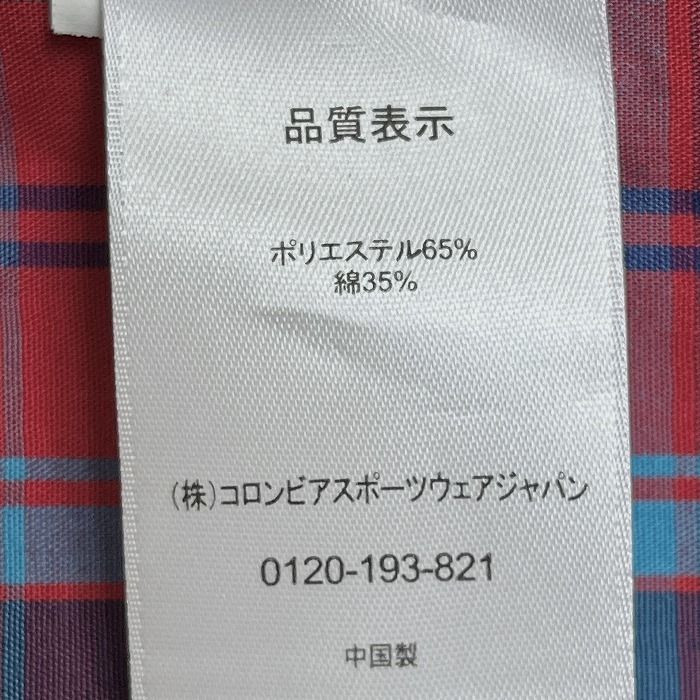 品質表示
ポリエステル65%
綿35%
(株)コロンビアスポーツウェアジャパン
0120-193-821
中国製